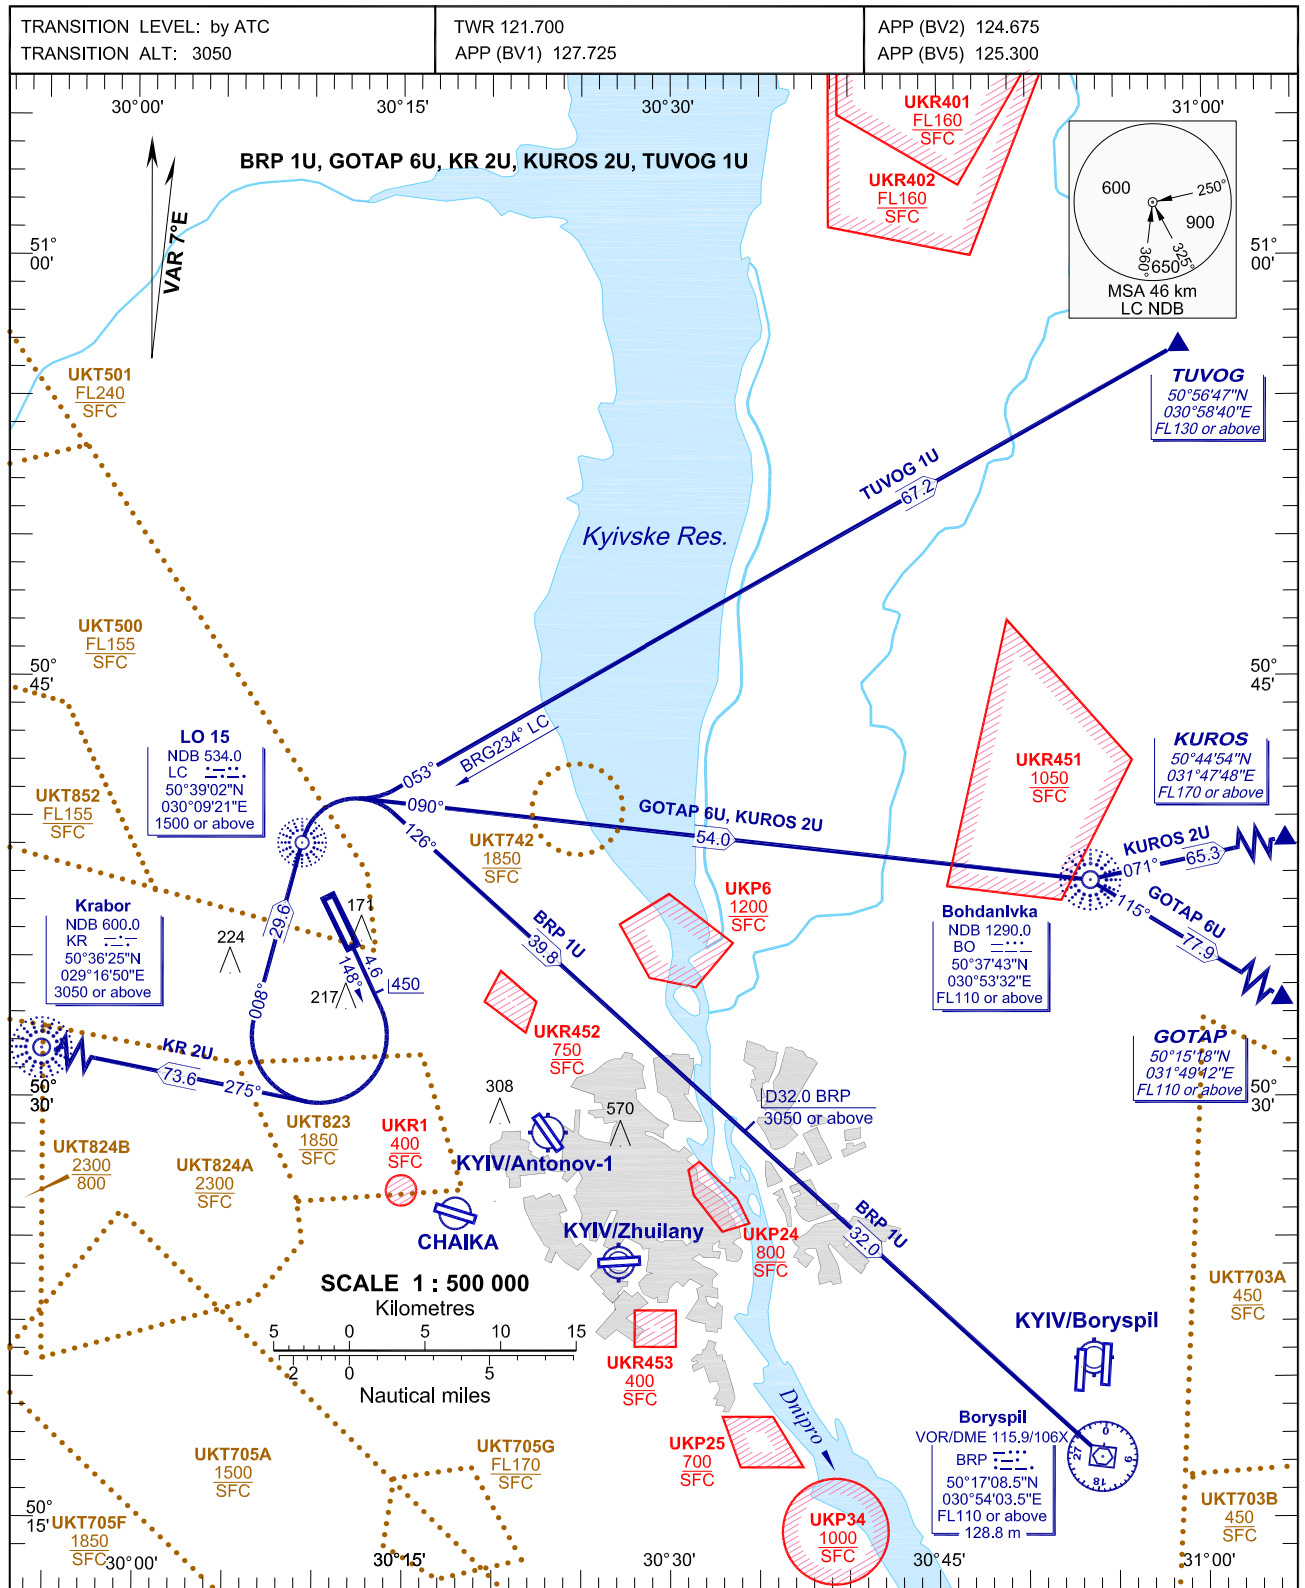 TRANSITION LEVEL: by ATC
TRANSITION ALT: 3050
TWR 121.700
APP (BV1) 127.725
APP (BV2) 124.675
APP (BV5) 125.300
30°00'
30°15'
30°30'
31°00'
BRP 1U, GOTAP 6U, KR 2U, KUROS 2U, TUVOG 1U
VAR 7°E
51°
00'
51°
00'
UKR401
FL160
SFC
UKR402
FL160
SFC
600
250°
900
325°
360°
650
MSA 46 km
LC NDB
TUVOG
50°56'47"N
030°58'40"E
FL130 or above
UKT501
FL240
SFC
TUVOG 1U
67.2
Kyivske Res.
UKT500
FL155
SFC
50°
45'
50°
45'
LO 15
NDB 534.0
LC
50°39'02"N
030°09'21"E
1500 or above
BRG234° LC
053°
090°
126°
UKR451
1050
SFC
KUROS
50°44'54"N
031°47'48"E
FL170 or above
UKT852
FL155
SFC
UKT742
1850
SFC
GOTAP 6U, KUROS 2U
54.0
KUROS 2U
071°
65.3
115°
GOTAP 6U
77.9
Krabor
NDB 600.0
KR
50°36'25"N
029°16'50"E
3050 or above
224
171
217
29.6
148°
4.6
450
008°
UKP6
1200
SFC
BRP 1U
39.8
Bohdanlvka
NDB 1290.0
BO
50°37'43"N
030°53'32"E
FL110 or above
UKR452
750
SFC
GOTAP
50°15'18"N
031°49'12"E
FL110 or above
KR 2U
73.6
275°
50°
30'
50°
30'
308
570
D32.0 BRP
3050 or above
UKT823
1850
SFC
UKR1
400
SFC
UKT824B
2300
800
UKT824A
2300
SFC
KYIV/Antonov-1
CHAIKA
KYIV/Zhuilany
UKP24
800
SFC
BRP 1U
32.0
UKT703A
450
SFC
SCALE 1 : 500 000
Kilometres
5 0 5 10 15
2 0 5
Nautical miles
UKR453
400
SFC
KYIV/Boryspil
Dnipro
UKT705A
1500
SFC
UKT705G
FL170
SFC
UKP25
700
SFC
Boryspil
VOR/DME 115.9/106X
BRP
50°17'08.5"N
030°54'03.5"E
FL110 or above
128.8 m
0
9
18
27
50°
15'
UKT705F
1850
SFC
UKP34
1000
SFC
UKT703B
450
SFC
30°00'
30°15'
30°30'
30°45'
31°00'